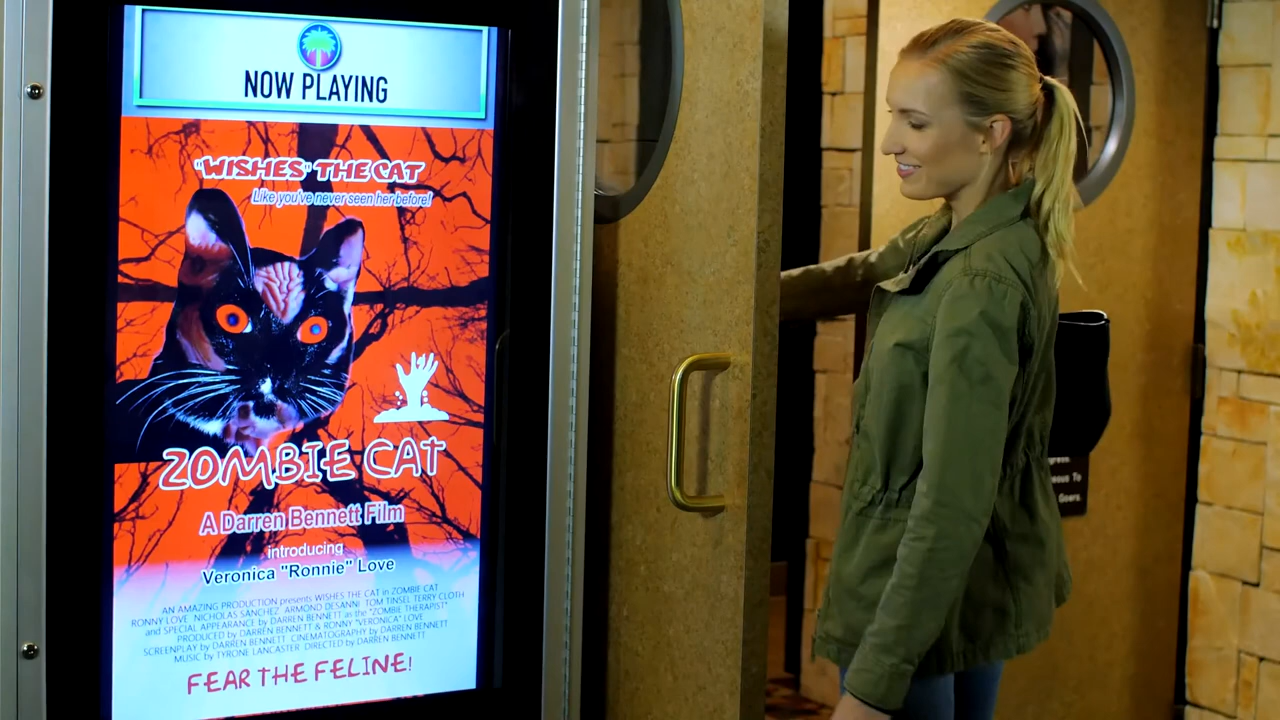 NOW PLAYING
"WISHES" THE CAT
Like you've never seen her before!
ZOMBIE CAT
A Darren Bennett Film
introducing
Veronica "Ronnie" Love
AN AMAZING PRODUCTION presents WISHES THE CAT in ZOMBIE CAT
RONNY LOVE NICHOLAS SANCHEZ ARMOND DESANNI TOM TINSEL TERRY CLOTH
and SPECIAL APPEARANCE by DARREN BENNETT in the "ZOMBIE THERAPIST"
PRODUCED by DARREN BENNETT & RONNY "VERONICA" LOVE
SCREENPLAY by DARREN BENNETT CINEMATOGRAPHY by DARREN BENNETT
MUSIC by TYRONE LANCASTER DIRECTED by DARREN BENNETT
FEAR THE FELINE!
To
Goers.